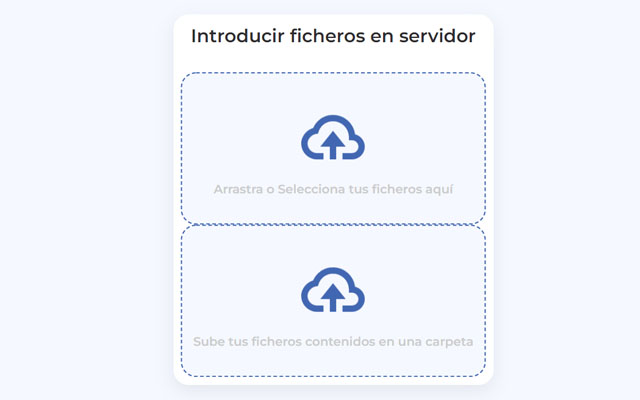 Introducir ficheros en servidor
Arrastra o Selecciona tus ficheros aquí
Sube tus ficheros contenidos en una carpeta